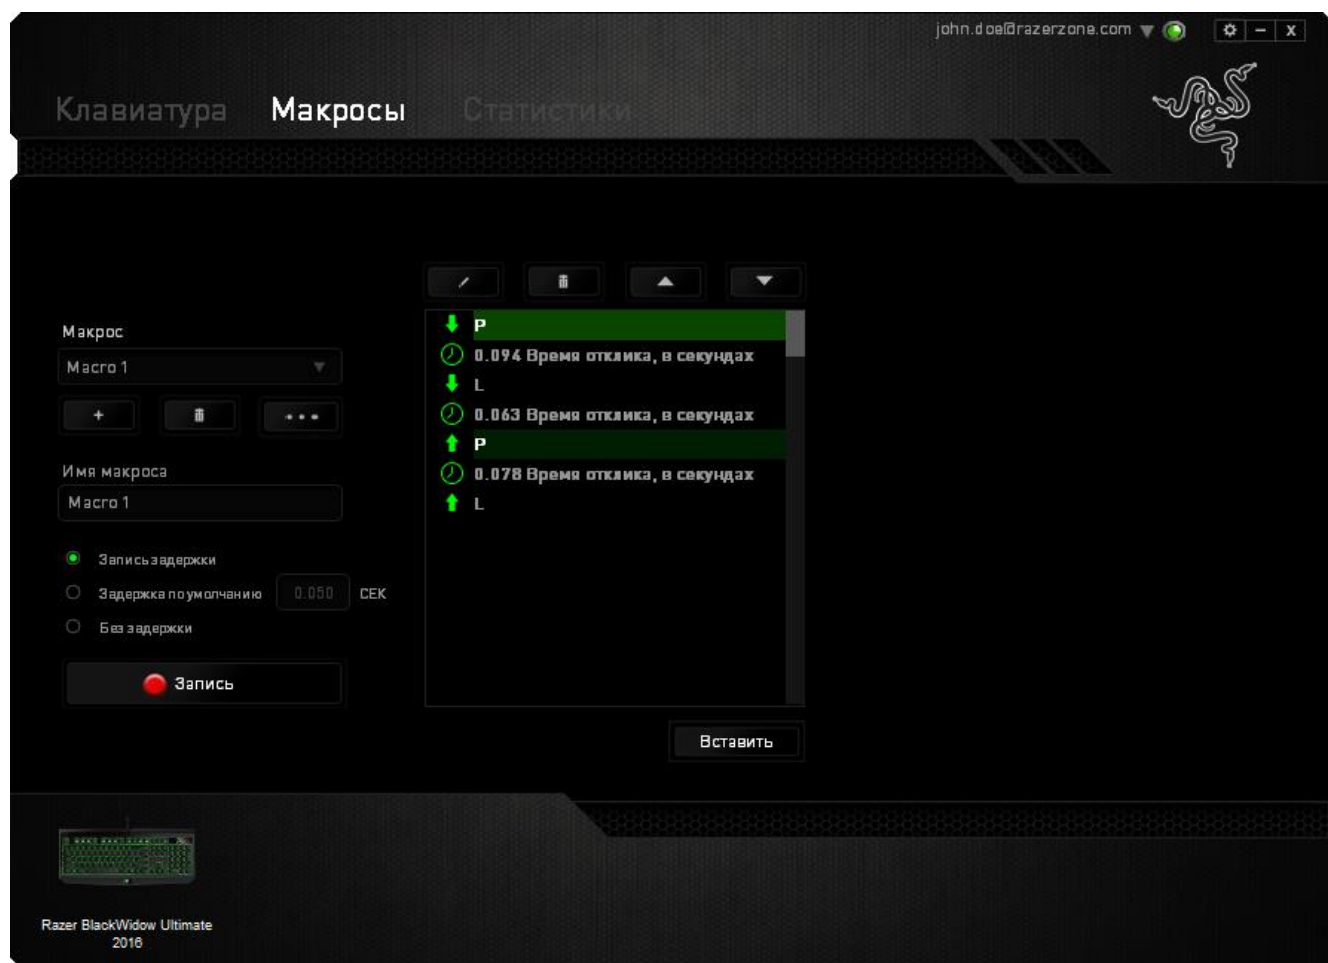 john.doe@razerzone.com
Клавиатура Макросы Статистики
Макрос
Macro 1
Имя макроса
Macro 1
Запись задержки
Задержка по умолчанию 0.050 СЕК
Без задержки
Запись
P
0.094 Время отклика, в секундах
L
0.063 Время отклика, в секундах
P
0.078 Время отклика, в секундах
L
Вставить
Razer BlackWidow Ultimate
2016